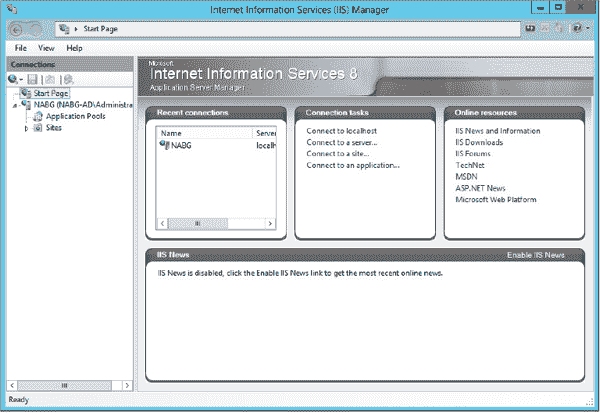 Internet Information Services (IIS) Manager
Start Page
File View Help
Connections
Start Page
NABG (NABG-AD\Administra
Application Pools
Sites
Microsoft
Internet Information Services 8
Application Server Manager
Recent connections
Name Server
NABG localh
Connection tasks
Connect to localhost
Connect to a server...
Connect to a site...
Connect to an application...
Online resources
IIS News and Information
IIS Downloads
IIS Forums
TechNet
MSDN
ASP.NET News
Microsoft Web Platform
IIS News Enable IIS News
IIS News is disabled, click the Enable IIS News link to get the most recent online news.
Ready